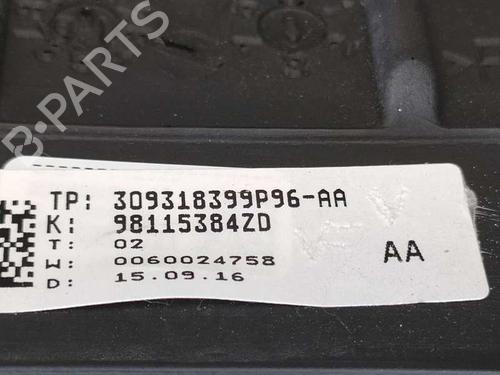 B-PARTS
TP: 309318399P96-AA
K: 98115384ZD
T: 02
W: 0060024758
D: 15.09.16
AA